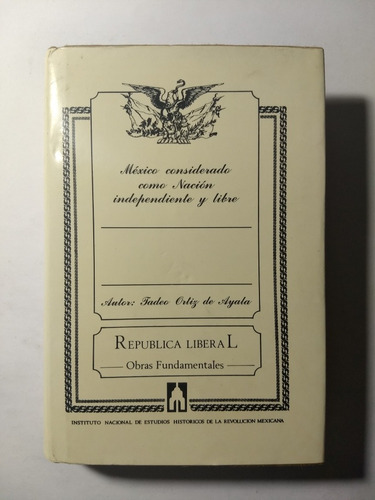 México considerado
como Nación
independiente y libre
Autor: Tadeo Ortiz de Ayala
REPUBLICA LIBERAL
Obras Fundamentales
INSTITUTO NACIONAL DE ESTUDIOS HISTORICOS DE LA REVOLUCION MEXICANA